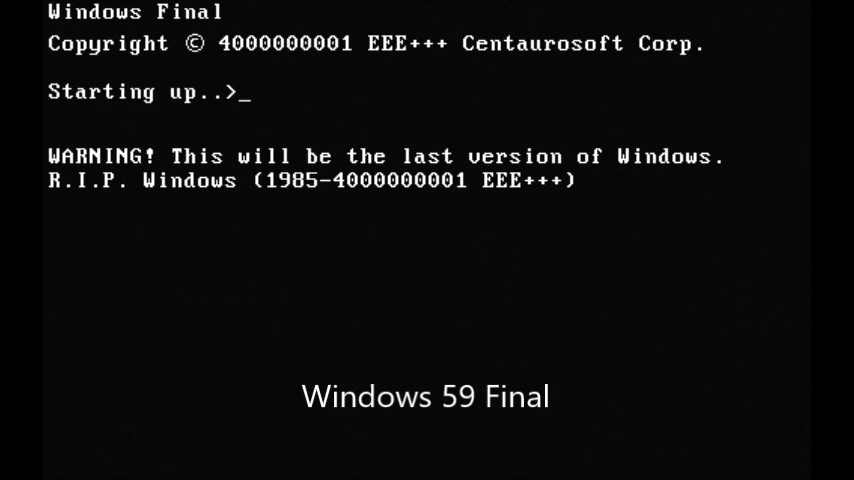 Windows Final
Copyright © 4000000001 EEE+++ Centaurosoft Corp.
Starting up..>_
WARNING! This will be the last version of Windows.
R.I.P. Windows (1985-4000000001 EEE+++)
Windows 59 Final